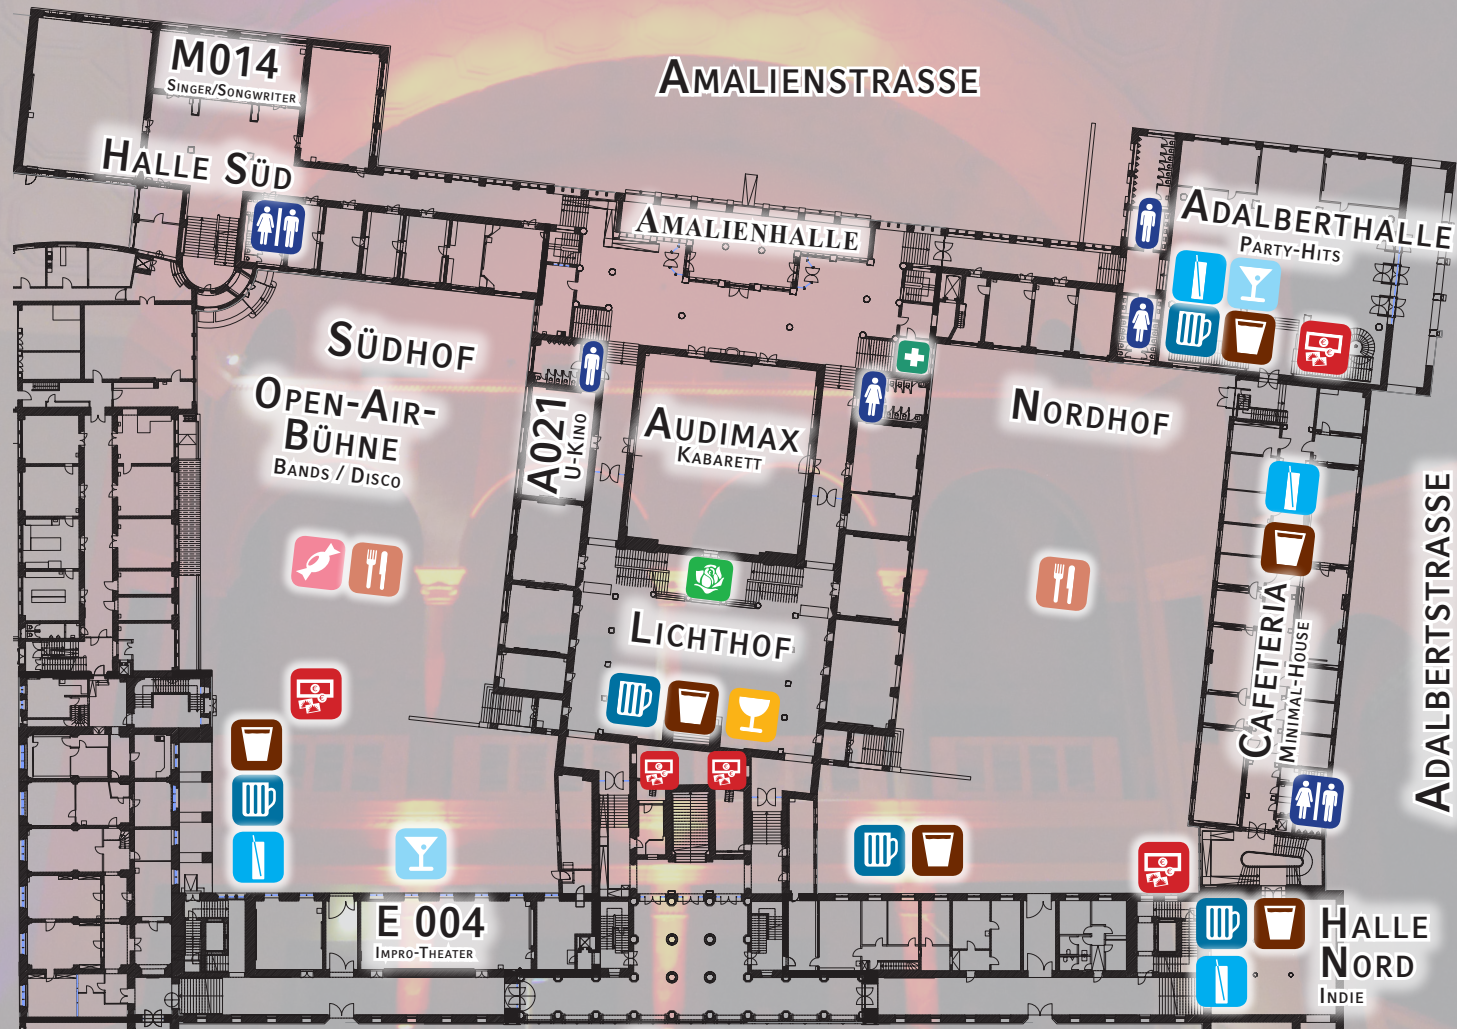 M014
Singer/Songwriter
Amalienstrasse
Halle Süd
Amalienhalle
Adalberthalle
Party-Hits
Südhof
Open-Air-
Bühne
Bands / Disco
A021
U-Kino
Audimax
Kabarett
Nordhof
Lichthof
Cafeteria
Minimal-House
Adalbertstrasse
E 004
Impro-Theater
Halle
Nord
Indie